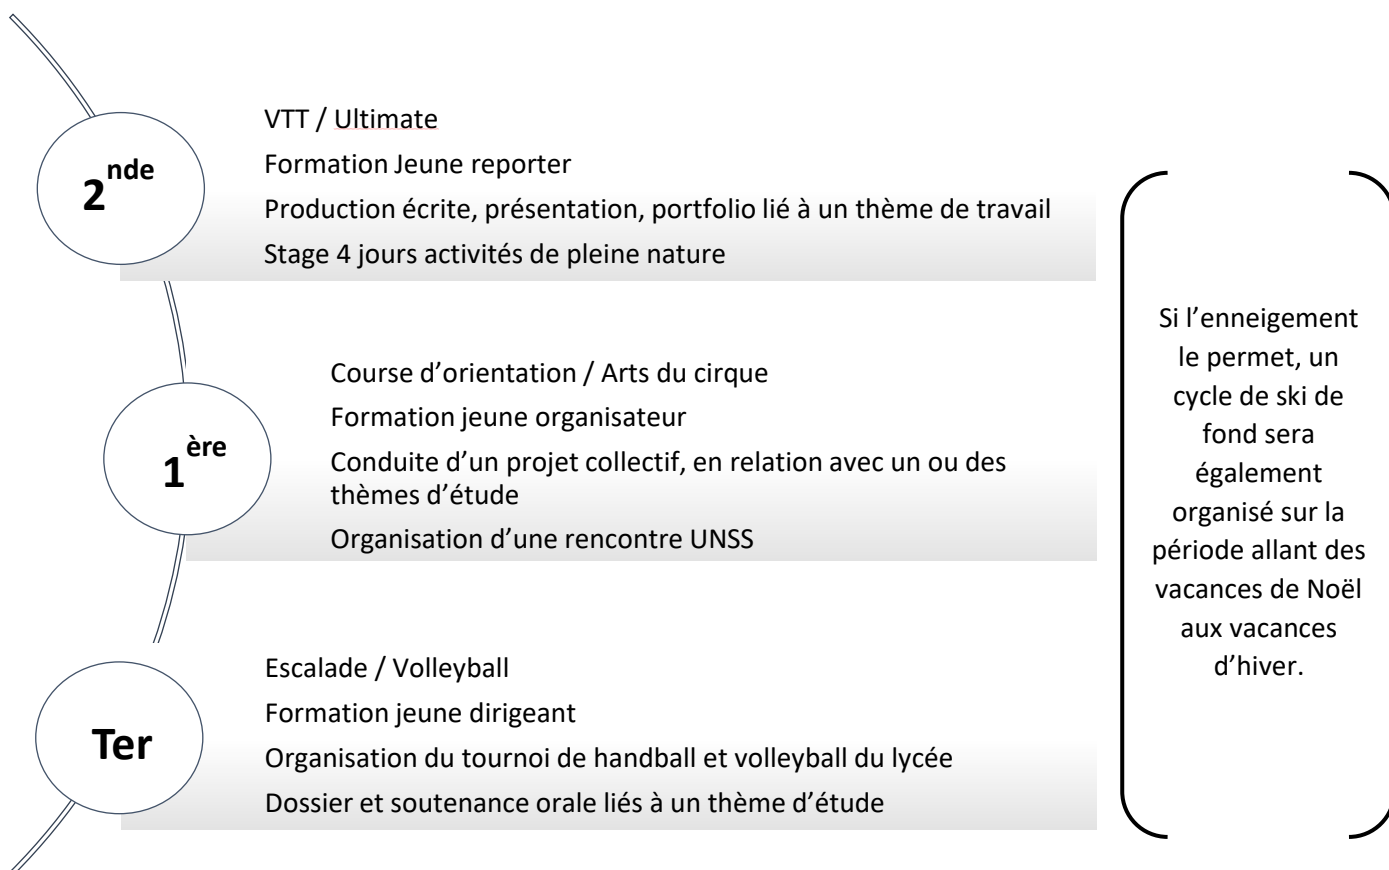 2nde
VTT / Ultimate
Formation Jeune reporter
Production écrite, présentation, portfolio lié à un thème de travail
Stage 4 jours activités de pleine nature
1ère
Course d’orientation / Arts du cirque
Formation jeune organisateur
Conduite d’un projet collectif, en relation avec un ou des
thèmes d’étude
Organisation d’une rencontre UNSS
Ter
Escalade / Volleyball
Formation jeune dirigeant
Organisation du tournoi de handball et volleyball du lycée
Dossier et soutenance orale liés à un thème d’étude
Si l’enneigement
le permet, un
cycle de ski de
fond sera
également
organisé sur la
période allant des
vacances de Noël
aux vacances
d’hiver.